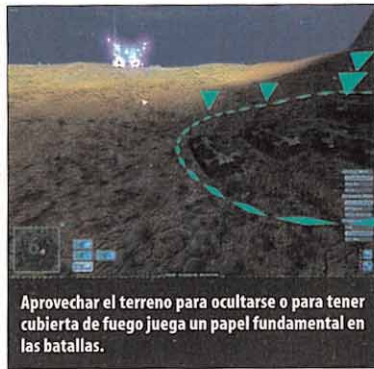 Aprovechar el terreno para ocultarse o para tener
cubierta de fuego juega un papel fundamental en
las batallas.